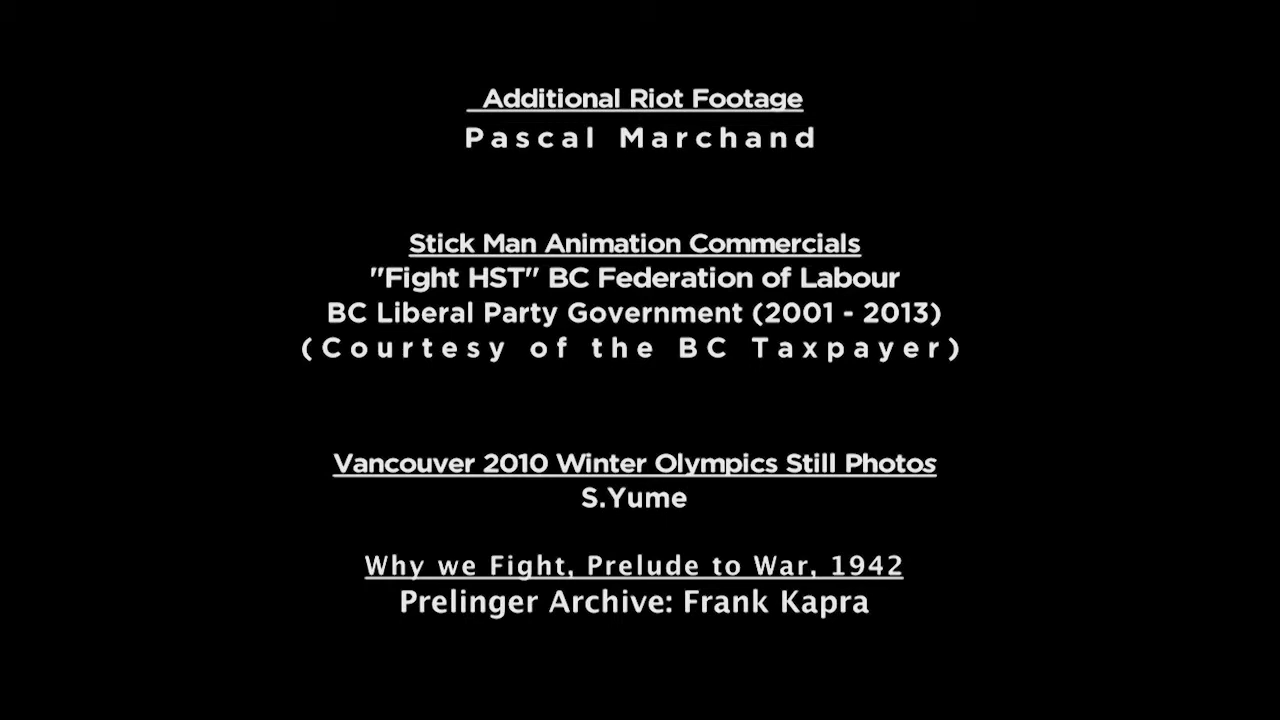 Additional Riot Footage
Pascal Marchand
Stick Man Animation Commercials
"Fight HST" BC Federation of Labour
BC Liberal Party Government (2001 - 2013)
(Courtesy of the BC Taxpayer)
Vancouver 2010 Winter Olympics Still Photos
S.Yume
Why we Fight, Prelude to War, 1942
Prelinger Archive: Frank Kapra